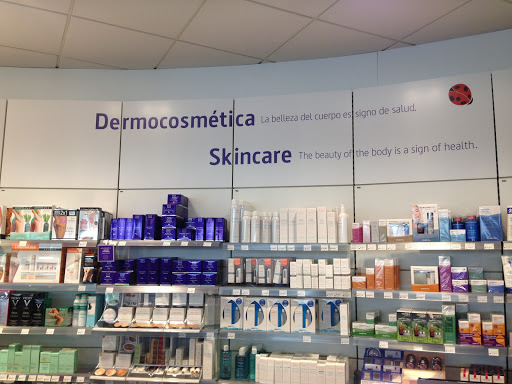 Dermocosmética La belleza del cuerpo es signo de salud.
Skincare The beauty of the body is a sign of health.